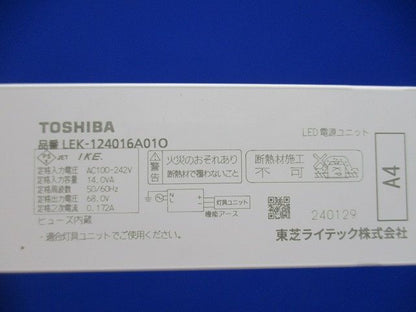 TOSHIBA
品番 LEK-124016A01O
PS E JET I.K.E.
定格入力電圧 AC100-242V
定格入力容量 14.0VA
定格周波数 50/60Hz
定格出力電圧 68.0V
定格二次電流 0.172A
ヒューズ内蔵
・適合灯具ユニットでご使用ください。
火災のおそれあり
断熱材で覆わないこと
N
L
灯具ユニット
機能アース
LED電源ユニット
断熱材施工
不可
A4
240129
東芝ライテック株式会社